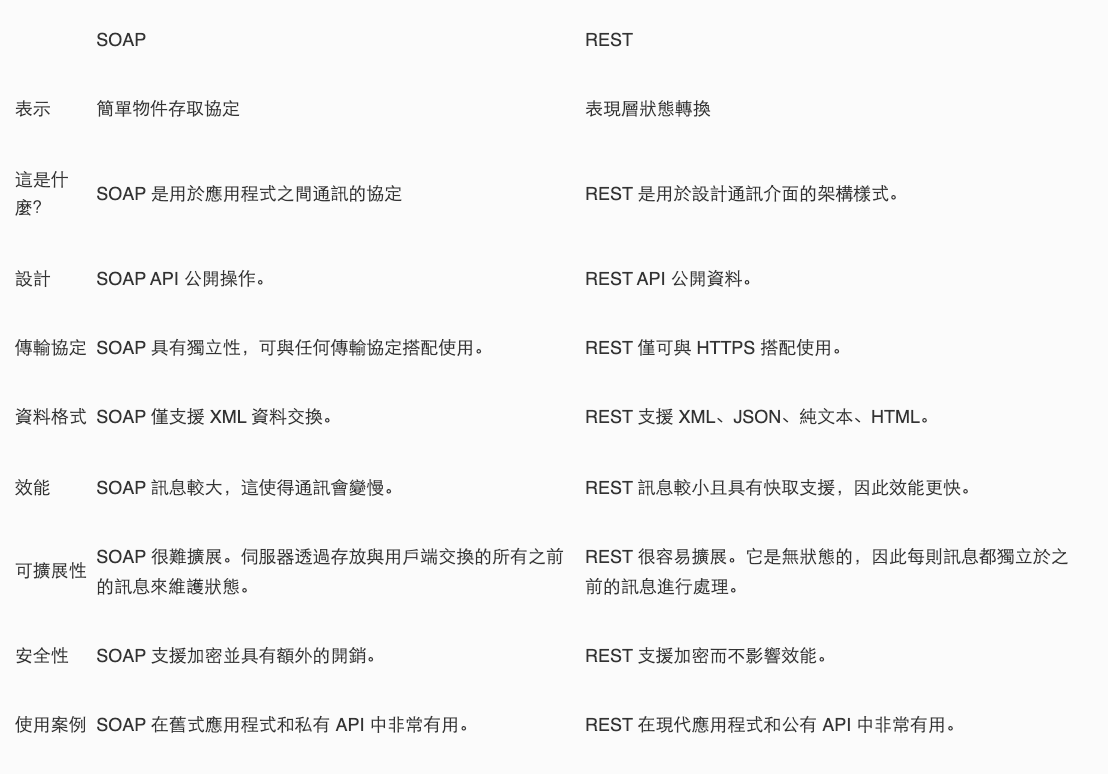 SOAP REST
表示 簡單物件存取協定 表現層狀態轉換
這是什
麼? SOAP 是用於應用程式之間通訊的協定 REST 是用於設計通訊介面的架構樣式。
設計 SOAP API 公開操作。 REST API 公開資料。
傳輸協定 SOAP 具有獨立性，可與任何傳輸協定搭配使用。 REST 僅可與 HTTPS 搭配使用。
資料格式 SOAP 僅支援 XML 資料交換。 REST 支援 XML、JSON、純文本、HTML。
效能 SOAP 訊息較大，這使得通訊會變慢。 REST 訊息較小且具有快取支援，因此效能更快。
可擴展性 SOAP 很難擴展。伺服器透過存放與用戶端交換的所有之前
的訊息來維護狀態。
REST 很容易擴展。它是無狀態的，因此每則訊息都獨立於之
前的訊息進行處理。
安全性 SOAP 支援加密並具有額外的開銷。 REST 支援加密而不影響效能。
使用案例 SOAP 在舊式應用程式和私有 API 中非常有用。 REST 在現代應用程式和公有 API 中非常有用。